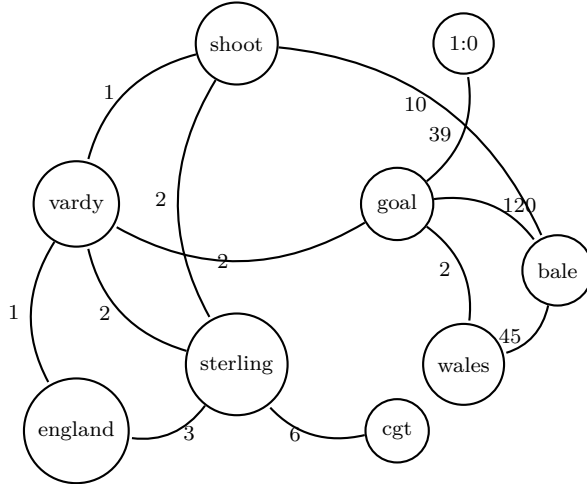 shoot
1:0
1
10
39
2
vardy
goal
120
2
2
bale
1
2
45
sterling
wales
england
3
6
cgt